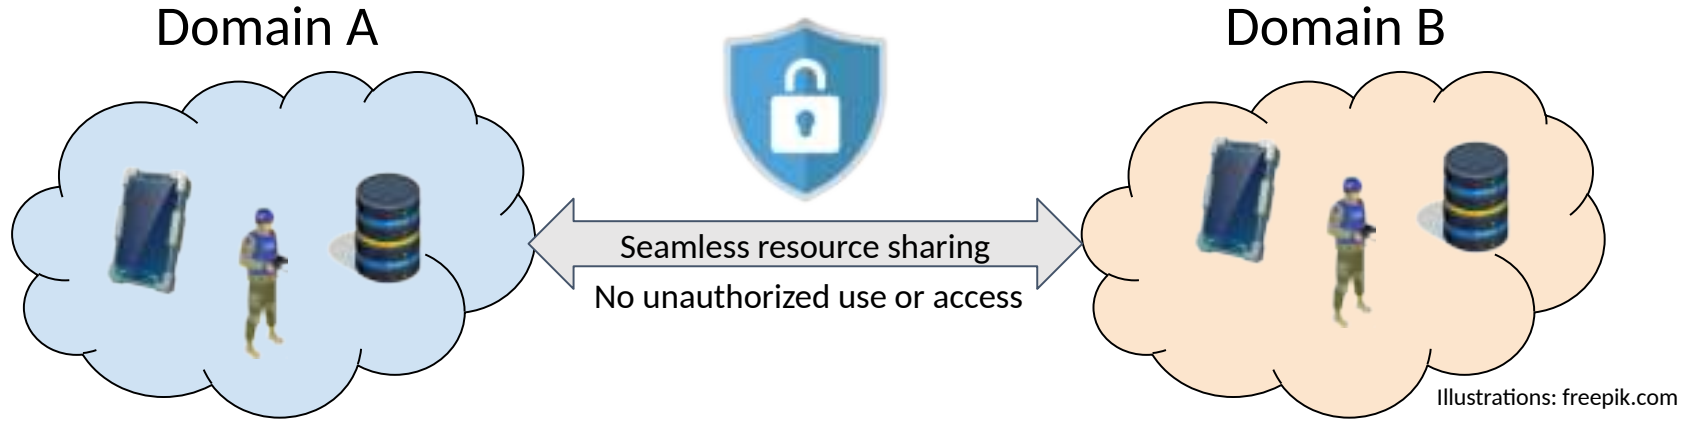 Domain A
Domain B
Seamless resource sharing
No unauthorized use or access
Illustrations: freepik.com